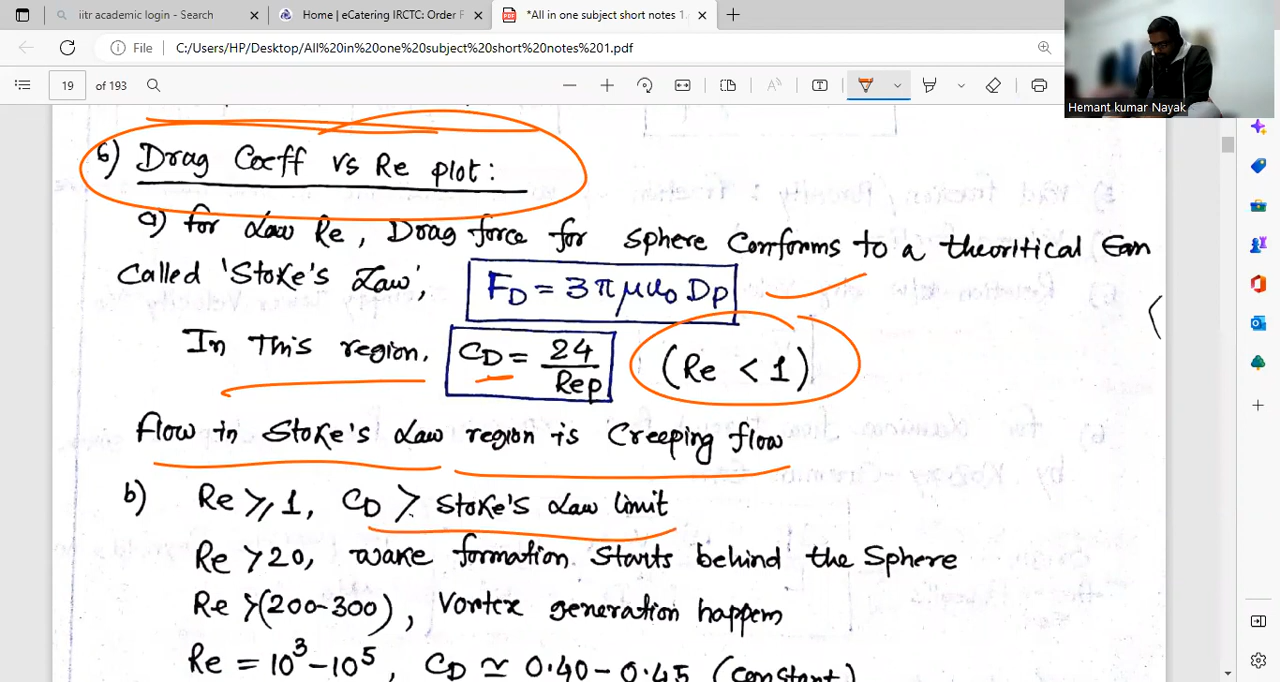 iitr academic login - Search
Home | eCatering IRCTC: Order F
*All in one subject short notes 1.p
File
C:/Users/HP/Desktop/All%20in%20one%20subject%20short%20notes%201.pdf
19 of 193
Hemant kumar Nayak
6) Drag Coeff vs Re plot:
a) for Low Re, Drag force for sphere Conforms to a theoritical Eqn
Called 'Stoke's Law', FD = 3πμu0 Dp
In this region, CD = 24/Rep (Re < 1)
Flow in Stoke's Law region is Creeping flow
b) Re ≥ 1, CD > Stoke's Law limit
Re > 20, wake formation starts behind the Sphere
Re > (200-300), Vortex generation happen
Re = 10^3 - 10^5, CD ≃ 0.40 - 0.45 (constant)